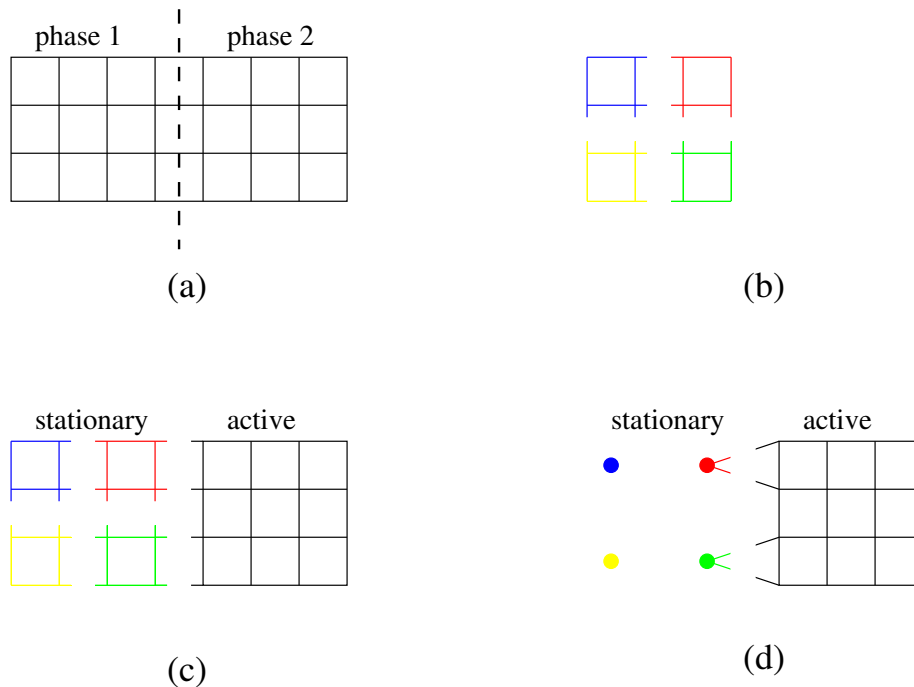 phase 1 phase 2
(a)
(b)
stationary active
(c)
stationary active
(d)